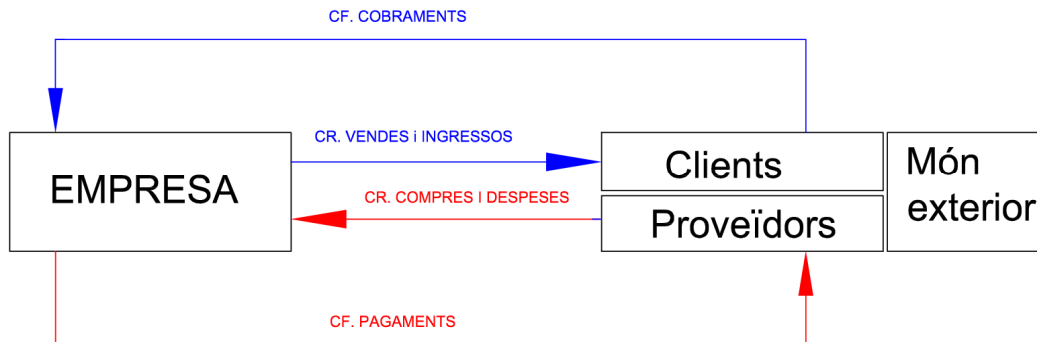 CF. COBRAMENTS
CR. VENDES i INGRESSOS
EMPRESA
Clients
Món
exterior
CR. COMPRES I DESPESES
Proveïdors
CF. PAGAMENTS